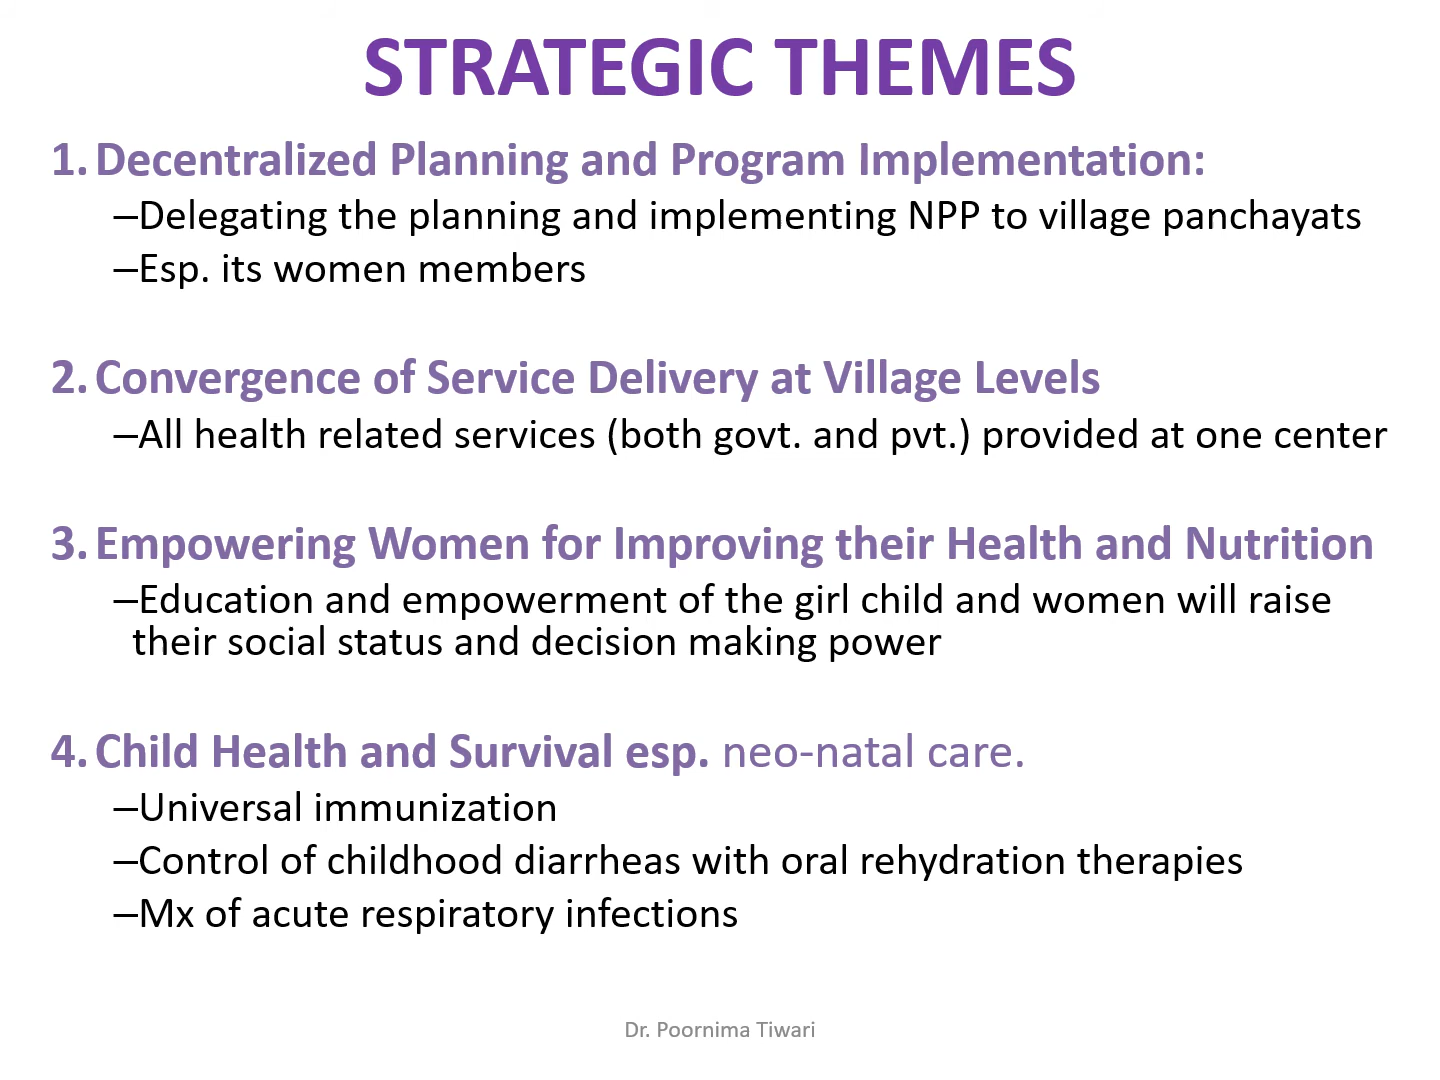 STRATEGIC THEMES
1. Decentralized Planning and Program Implementation:
–Delegating the planning and implementing NPP to village panchayats
–Esp. its women members
2. Convergence of Service Delivery at Village Levels
–All health related services (both govt. and pvt.) provided at one center
3. Empowering Women for Improving their Health and Nutrition
–Education and empowerment of the girl child and women will raise
their social status and decision making power
4. Child Health and Survival esp. neo-natal care.
–Universal immunization
–Control of childhood diarrheas with oral rehydration therapies
–Mx of acute respiratory infections
Dr. Poornima Tiwari